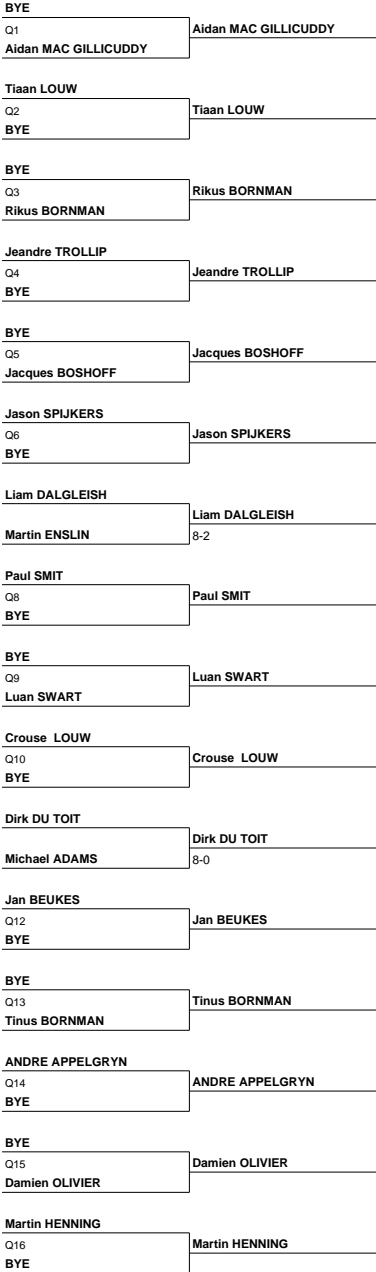 BYE
Q1
Aidan MAC GILLICUDDY
Aidan MAC GILLICUDDY
Tiaan LOUW
Q2
BYE
Tiaan LOUW
BYE
Q3
Rikus BORNMAN
Rikus BORNMAN
Jeandre TROLLIP
Q4
BYE
Jeandre TROLLIP
BYE
Q5
Jacques BOSHOFF
Jacques BOSHOFF
Jason SPIJKERS
Q6
BYE
Jason SPIJKERS
Liam DALGLEISH
Martin ENSLIN
Liam DALGLEISH
8-2
Paul SMIT
Q8
BYE
Paul SMIT
BYE
Q9
Luan SWART
Luan SWART
Crouse LOUW
Q10
BYE
Crouse LOUW
Dirk DU TOIT
Michael ADAMS
Dirk DU TOIT
8-0
Jan BEUKES
Q12
BYE
Jan BEUKES
BYE
Q13
Tinus BORNMAN
Tinus BORNMAN
ANDRE APPELGRYN
Q14
BYE
ANDRE APPELGRYN
BYE
Q15
Damien OLIVIER
Damien OLIVIER
Martin HENNING
Q16
BYE
Martin HENNING